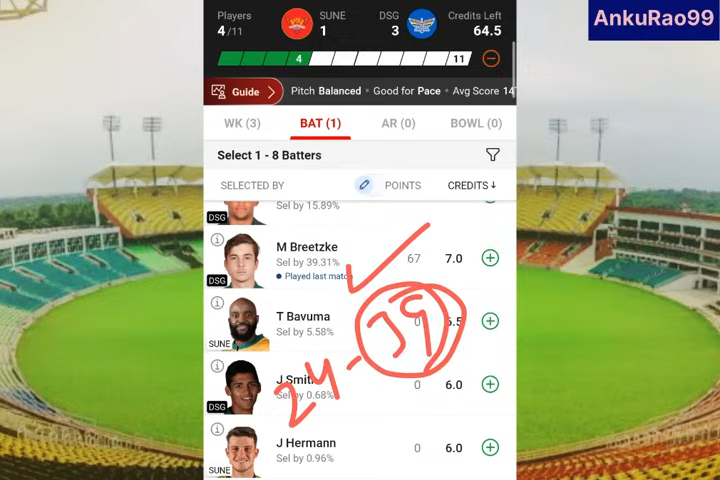 AnkuRao99
Players SUNE DSG Credits Left
4/11 1 3 64.5
4 11
Guide Pitch Balanced • Good for Pace • Avg Score 14
WK (3) BAT (1) AR (0) BOWL (0)
Select 1 - 8 Batters
SELECTED BY POINTS CREDITS↓
DSG Sel by 15.89%
M Breetzke
Sel by 39.31% 67 7.0
• Played last match
DSG
T Bavuma
Sel by 5.58% 0 6.5
SUNE
J Smith
Sel by 0.68% 0 6.0
DSG
24 - 39
J Hermann
Sel by 0.96% 0 6.0
SUNE